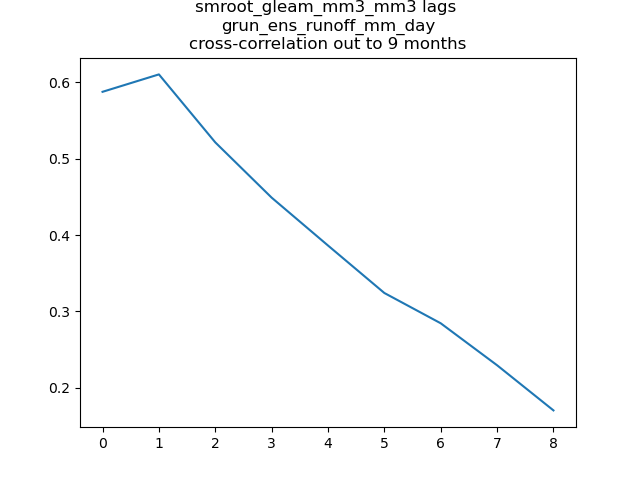 smroot_gleam_mm3_mm3 lags
grun_ens_runoff_mm_day
cross-correlation out to 9 months
0.6
0.5
0.4
0.3
0.2
0 1 2 3 4 5 6 7 8